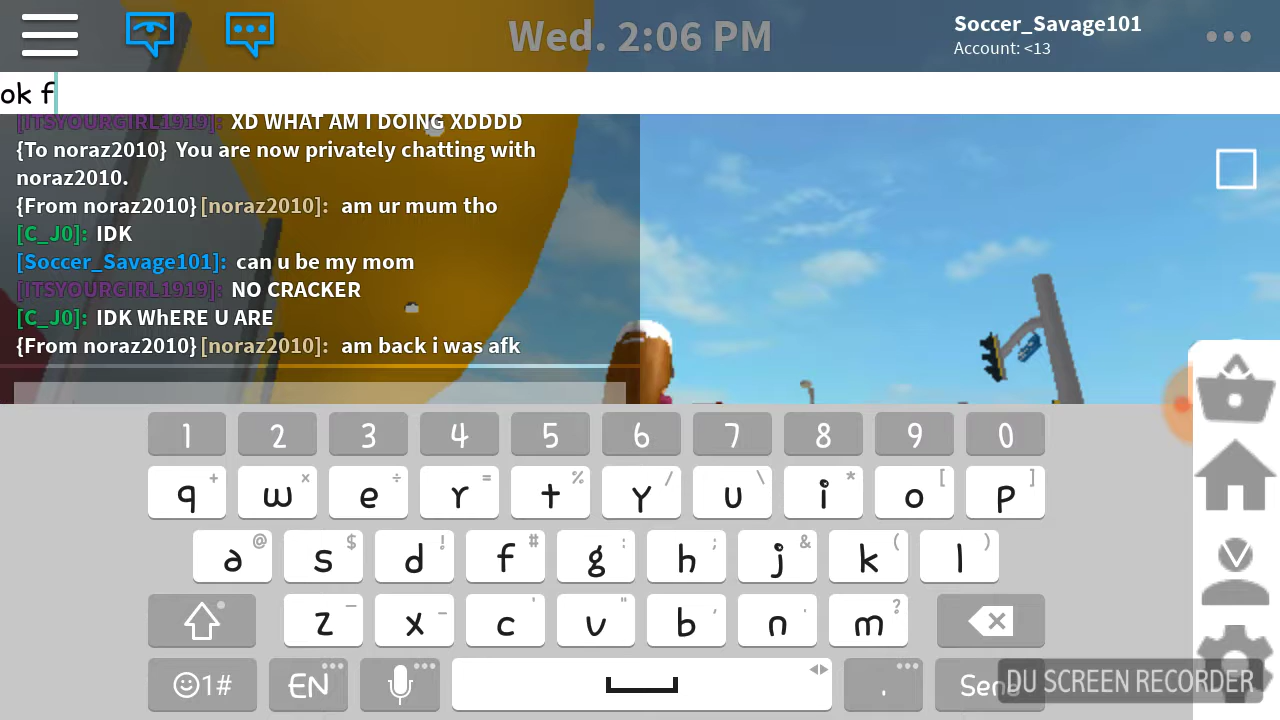 Wed. 2:06 PM
Soccer_Savage101
Account: <13
ok f
[ITSYOURGIRL1919]: XD WHAT AM I DOING XDDDD
{To noraz2010} You are now privately chatting with
noraz2010.
{From noraz2010} [noraz2010]: am ur mum tho
[C_J0]: IDK
[Soccer_Savage101]: can u be my mom
[ITSYOURGIRL1919]: NO CRACKER
[C_J0]: IDK WhERE U ARE
{From noraz2010} [noraz2010]: am back i was afk
1 2 3 4 5 6 7 8 9 0
q + w × e ÷ r = t % y / u \ i * o [ p ]
a @ s $ d ! f # g : h ; j & k ( l )
z – x - c ' v " b , n . m ?
1# EN . Send
DU SCREEN RECORDER